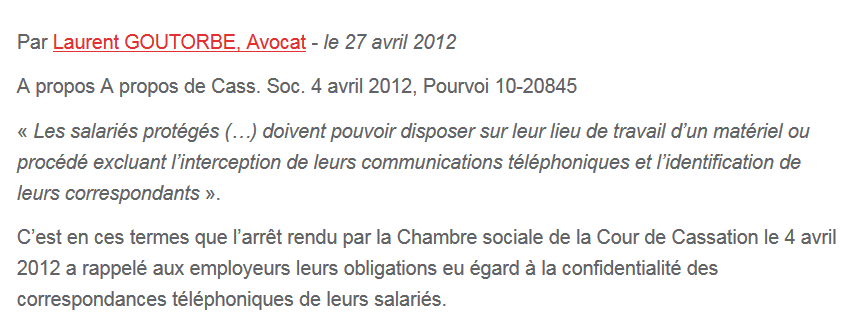 Par Laurent GOUTORBE, Avocat - le 27 avril 2012
A propos A propos de Cass. Soc. 4 avril 2012, Pourvoi 10-20845
« Les salariés protégés (…) doivent pouvoir disposer sur leur lieu de travail d’un matériel ou
procédé excluant l’interception de leurs communications téléphoniques et l’identification de
leurs correspondants ».
C’est en ces termes que l’arrêt rendu par la Chambre sociale de la Cour de Cassation le 4 avril
2012 a rappelé aux employeurs leurs obligations eu égard à la confidentialité des
correspondances téléphoniques de leurs salariés.